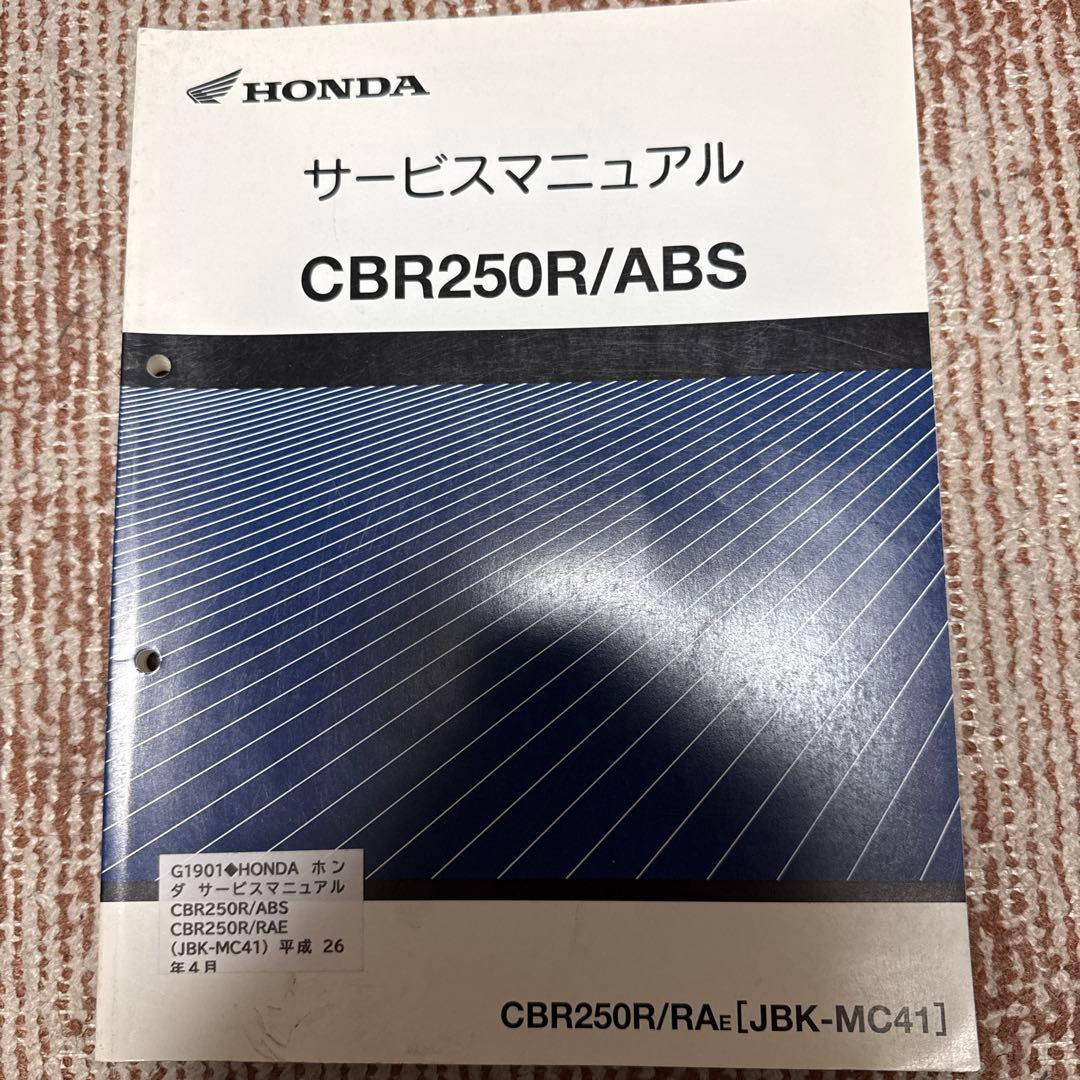 HONDA
サービスマニュアル
CBR250R/ABS
G1901◆HONDA ホン
ダ サービスマニュアル
CBR250R/ABS
CBR250R/RAE
(JBK-MC41) 平成 26
年4月
CBR250R/RAE[JBK-MC41]